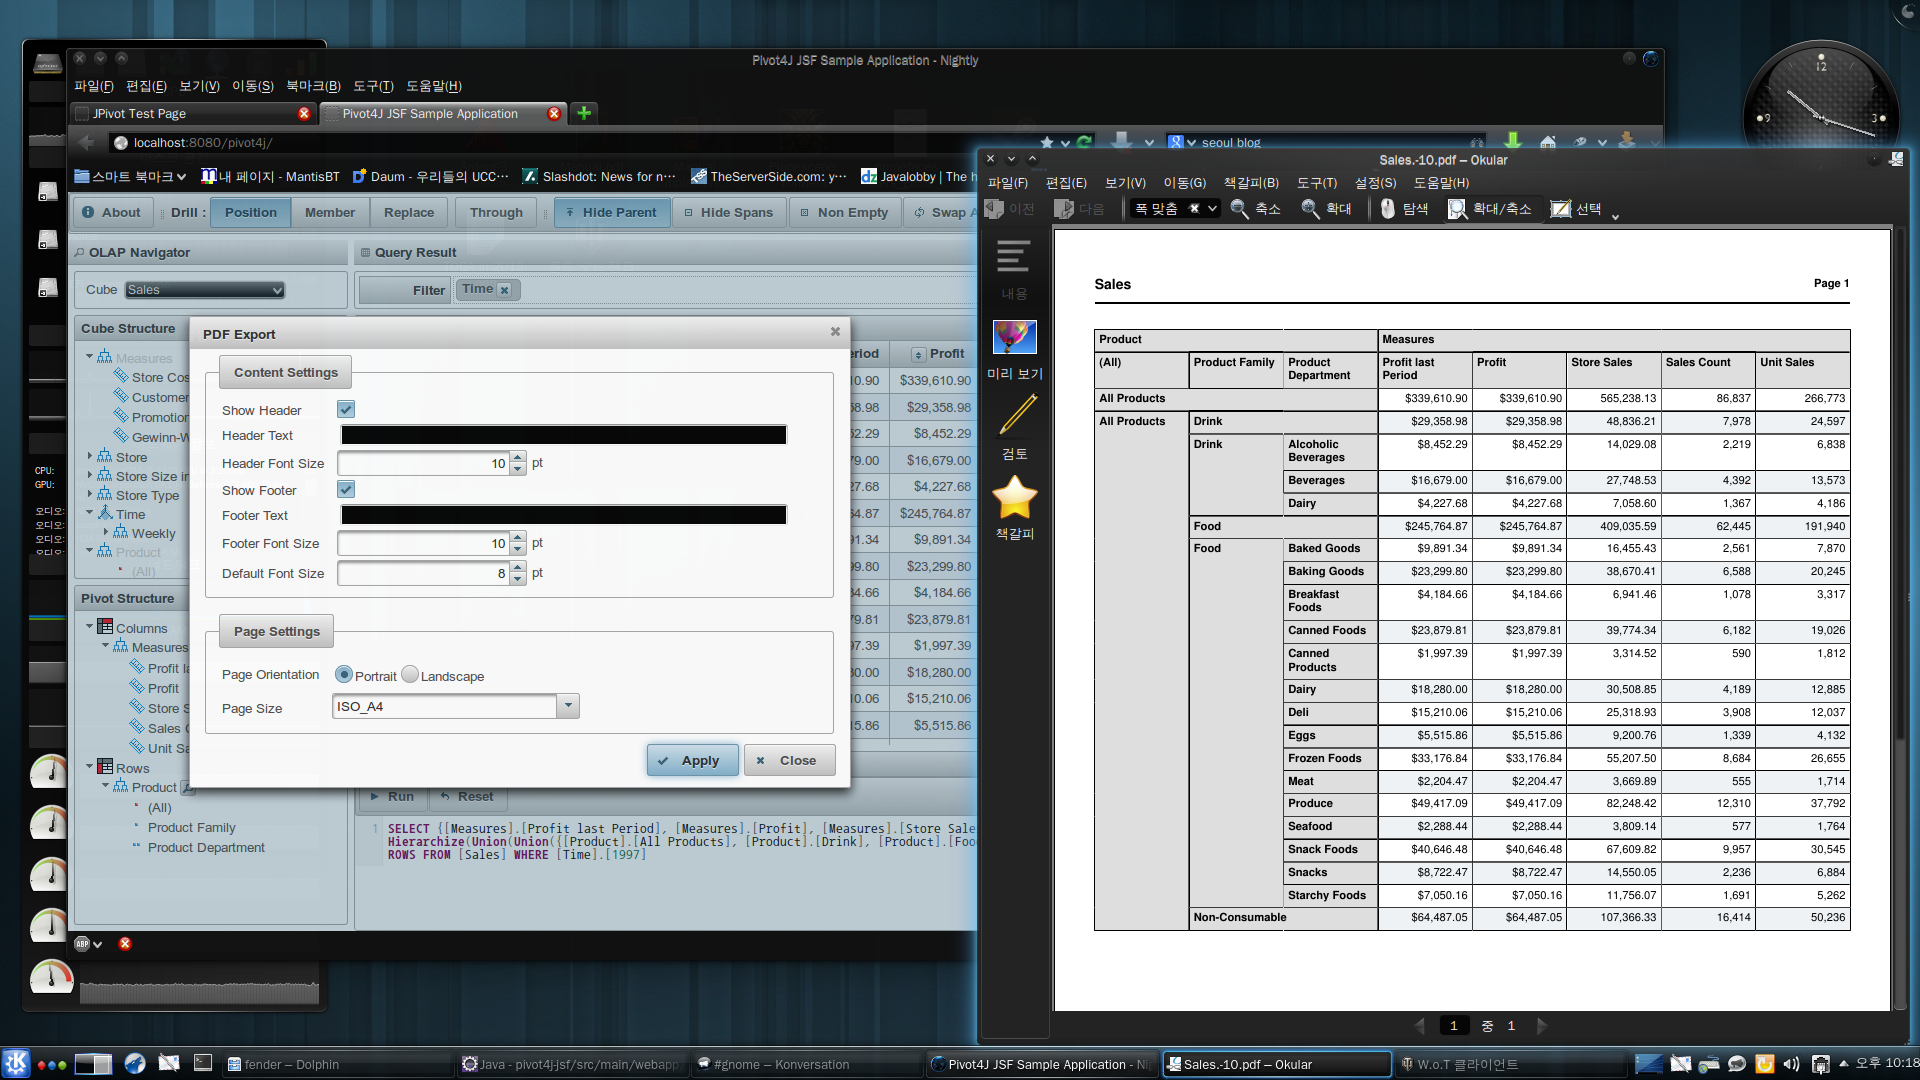 Pivot4J JSF Sample Application - Nightly
파일(F) 편집(E) 보기(V) 이동(S) 북마크(B) 도구(T) 도움말(H)
JPivot Test Page
Pivot4J JSF Sample Application
localhost:8080/pivot4j/
seoul blog
스마트 북마크
내 페이지 - MantisBT
Daum - 우리들의 UCC···
Slashdot: News for n···
TheServerSide.com: y···
Javalobby | The h
About
Drill :
Position
Member
Replace
Through
Hide Parent
Hide Spans
Non Empty
Swap A
OLAP Navigator
Cube
Sales
Cube Structure
Measures
Store Cos
Customer
Promotion
Gewinn-W
Store
Store Size in
Store Type
Time
Weekly
Product
(All)
Pivot Structure
Columns
Measures
Profit la
Profit
Store S
Sales C
Unit Sa
Rows
Product
(All)
Product Family
Product Department
CPU:
GPU:
오디오:
오디오:
오디오:
오디오:
Query Result
Filter
Time
eriod Profit
10.90 $339,610.90
58.98 $29,358.98
52.29 $8,452.29
79.00 $16,679.00
27.68 $4,227.68
64.87 $245,764.87
91.34 $9,891.34
99.80 $23,299.80
84.66 $4,184.66
79.81 $23,879.81
97.39 $1,997.39
80.00 $18,280.00
10.06 $15,210.06
15.86 $5,515.86
PDF Export
Content Settings
Show Header
Header Text
Header Font Size 10 pt
Show Footer
Footer Text
Footer Font Size 10 pt
Default Font Size 8 pt
Page Settings
Page Orientation Portrait Landscape
Page Size ISO_A4
Apply
Close
Run
Reset
1 SELECT {[Measures].[Profit last Period], [Measures].[Profit], [Measures].[Store Sale
Hierarchize(Union(Union({[Product].[All Products], [Product].[Drink], [Product].[Foo
ROWS FROM [Sales] WHERE [Time].[1997]
ABP
12
3
9
Sales.-10.pdf – Okular
파일(F) 편집(E) 보기(V) 이동(G) 책갈피(B) 도구(T) 설정(S) 도움말(H)
이전
다음
폭 맞춤
축소
확대
탐색
확대/축소
선택
내용
미리 보기
검토
책갈피
Sales
Page 1
Product Measures
(All) Product Family Product Department Profit last Period Profit Store Sales Sales Count Unit Sales
All Products $339,610.90 $339,610.90 565,238.13 86,837 266,773
All Products Drink $29,358.98 $29,358.98 48,836.21 7,978 24,597
Drink Alcoholic Beverages $8,452.29 $8,452.29 14,029.08 2,219 6,838
Beverages $16,679.00 $16,679.00 27,748.53 4,392 13,573
Dairy $4,227.68 $4,227.68 7,058.60 1,367 4,186
Food $245,764.87 $245,764.87 409,035.59 62,445 191,940
Food Baked Goods $9,891.34 $9,891.34 16,455.43 2,561 7,870
Baking Goods $23,299.80 $23,299.80 38,670.41 6,588 20,245
Breakfast Foods $4,184.66 $4,184.66 6,941.46 1,078 3,317
Canned Foods $23,879.81 $23,879.81 39,774.34 6,182 19,026
Canned Products $1,997.39 $1,997.39 3,314.52 590 1,812
Dairy $18,280.00 $18,280.00 30,508.85 4,189 12,885
Deli $15,210.06 $15,210.06 25,318.93 3,908 12,037
Eggs $5,515.86 $5,515.86 9,200.76 1,339 4,132
Frozen Foods $33,176.84 $33,176.84 55,207.50 8,684 26,655
Meat $2,204.47 $2,204.47 3,669.89 555 1,714
Produce $49,417.09 $49,417.09 82,248.42 12,310 37,792
Seafood $2,288.44 $2,288.44 3,809.14 577 1,764
Snack Foods $40,646.48 $40,646.48 67,609.82 9,957 30,545
Snacks $8,722.47 $8,722.47 14,550.05 2,236 6,884
Starchy Foods $7,050.16 $7,050.16 11,756.07 1,691 5,262
Non-Consumable $64,487.05 $64,487.05 107,366.33 16,414 50,236
1 중 1
fender – Dolphin
Java - pivot4j-jsf/src/main/webapp
#gnome – Konversation
Pivot4J JSF Sample Application - Ni
Sales.-10.pdf – Okular
W.o.T 클라이언트
오후 10:18